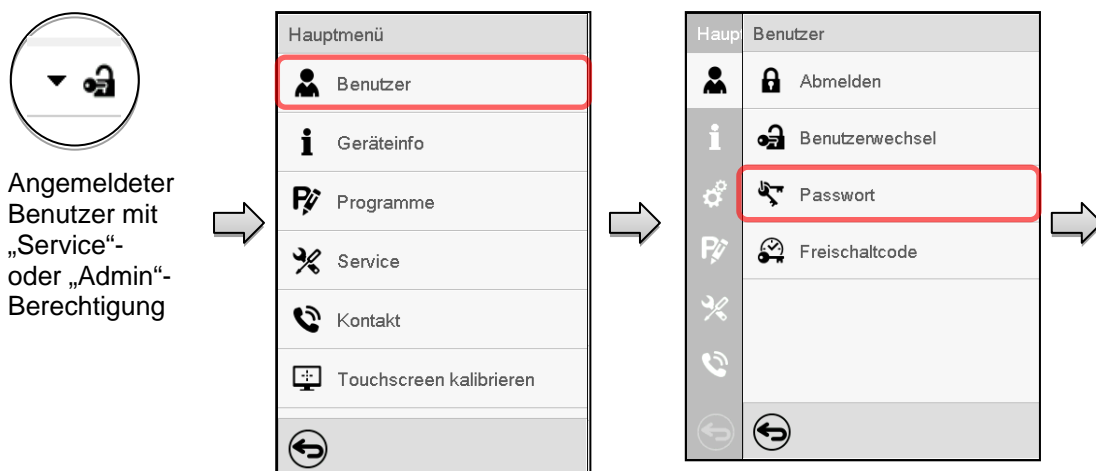 Angemeldeter
Benutzer mit
„Service“-
oder „Admin“-
Berechtigung
Hauptmenü
Benutzer
Geräteinfo
Programme
Service
Kontakt
Touchscreen kalibrieren
Haupt
Benutzer
Abmelden
Benutzerwechsel
Passwort
Freischaltcode